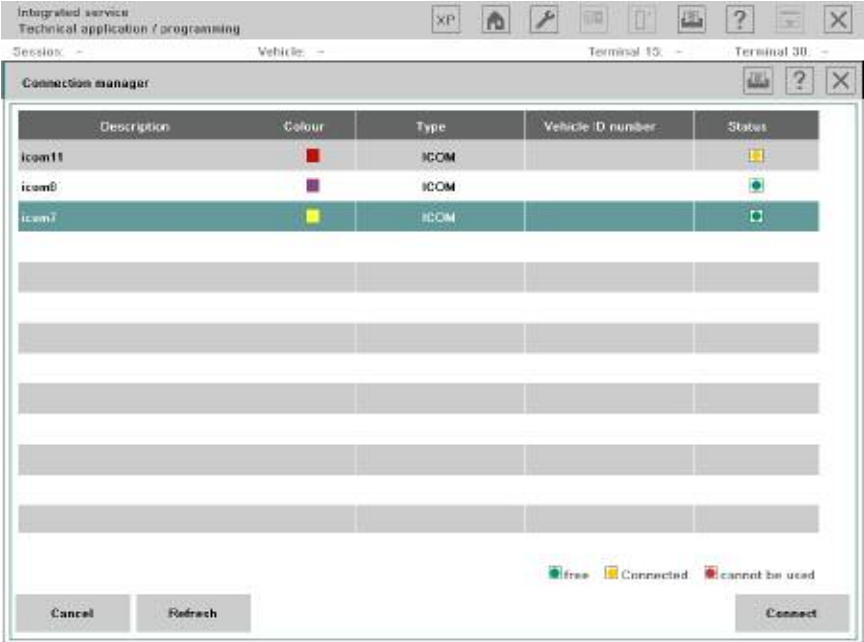 Integrated service
Technical application / programming
XP
?
Session: -
Vehicle: -
Terminal 15: -
Terminal 30: -
Connection manager
?
Description Colour Type Vehicle ID number Status
icom11 ICOM
icom8 ICOM
icom7 ICOM
free Connected cannot be used
Cancel Refresh Connect